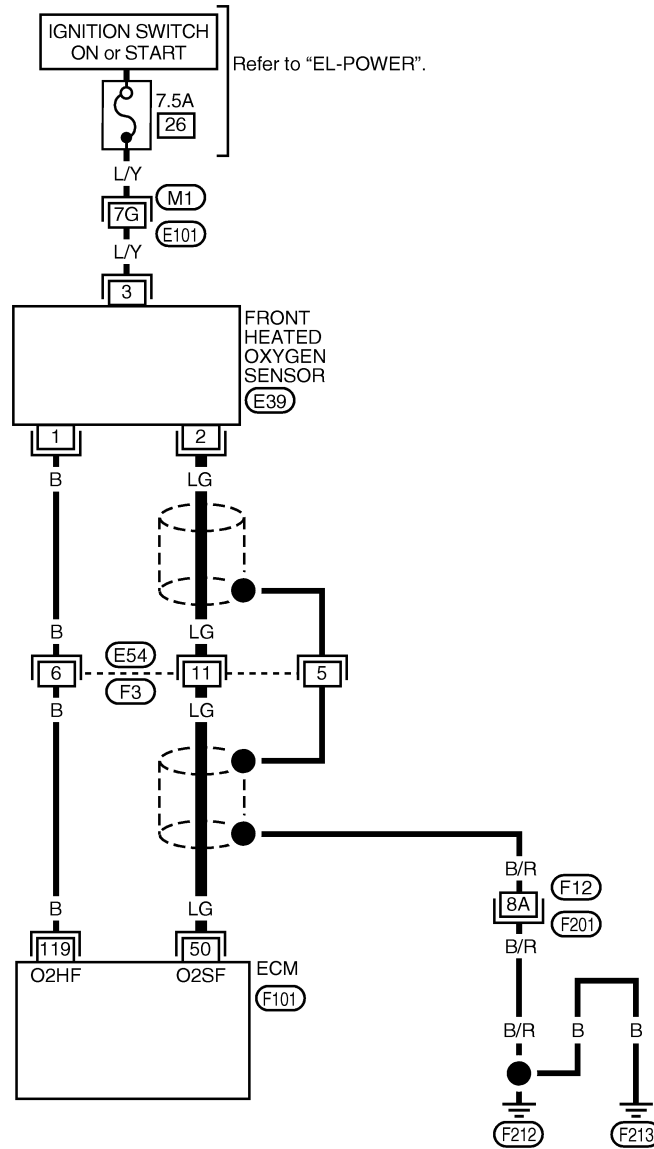 IGNITION SWITCH
ON or START
Refer to “EL-POWER”.
7.5A
26
L/Y
7G
M1
E101
L/Y
3
FRONT
HEATED
OXYGEN
SENSOR
E39
1
2
B
LG
B
LG
E54
6
11
5
F3
B
LG
B
LG
B/R
8A
F12
F201
119
50
O2HF
O2SF
ECM
F101
B/R
B/R
B
B
F212
F213